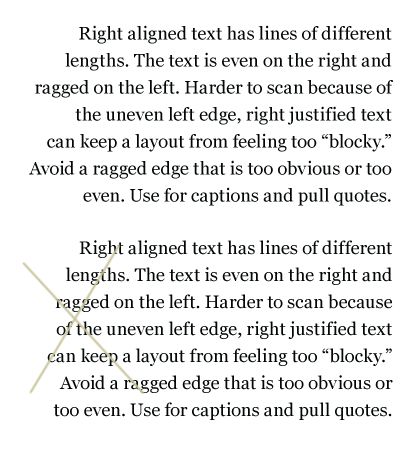 Right aligned text has lines of different
lengths. The text is even on the right and
ragged on the left. Harder to scan because of
the uneven left edge, right justified text
can keep a layout from feeling too “blocky.”
Avoid a ragged edge that is too obvious or too
even. Use for captions and pull quotes.
Right aligned text has lines of different
lengths. The text is even on the right and
ragged on the left. Harder to scan because
of the uneven left edge, right justified text
can keep a layout from feeling too “blocky.”
Avoid a ragged edge that is too obvious or
too even. Use for captions and pull quotes.